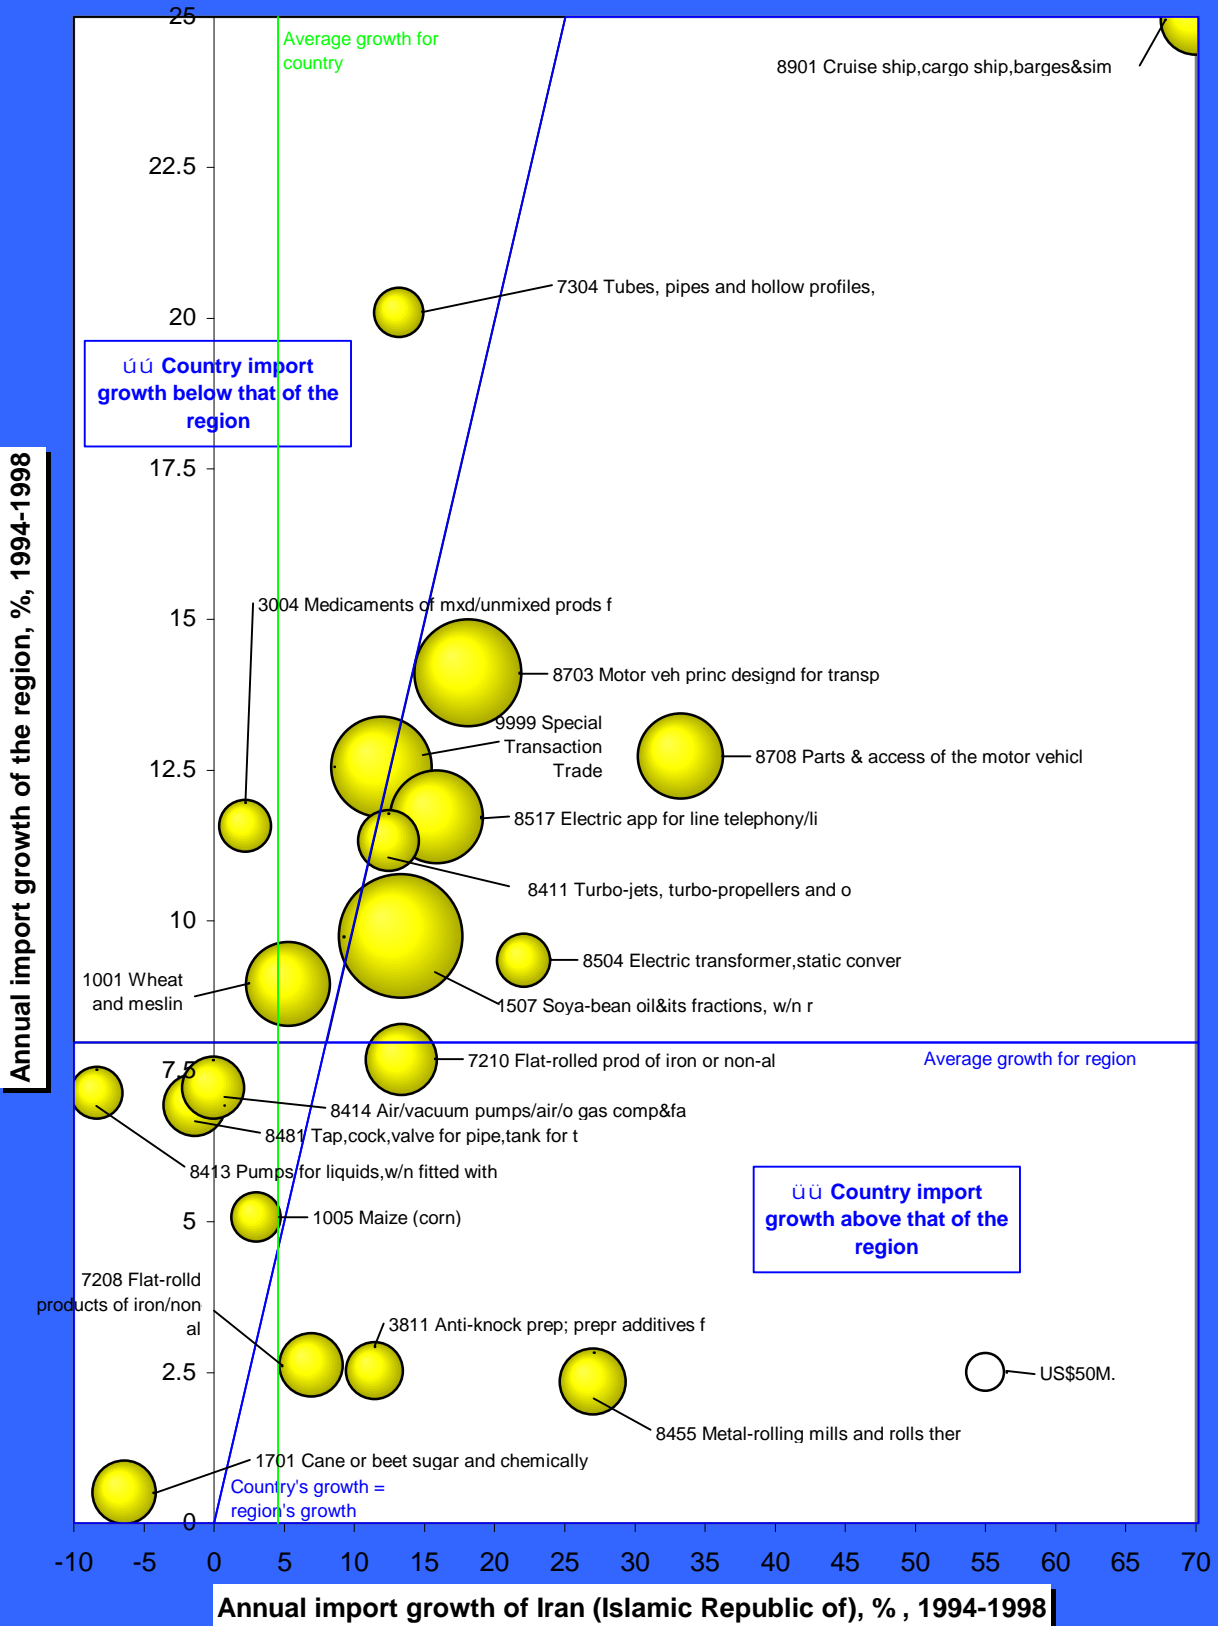 25
Average growth for
country
8901 Cruise ship,cargo ship,barges&sim
22.5
7304 Tubes, pipes and hollow profiles,
20
úú Country import
growth below that of the
region
17.5
Annual import growth of the region, %, 1994-1998
3004 Medicaments of mxd/unmixed prods f
15
8703 Motor veh princ designd for transp
9999 Special
Transaction
Trade
8708 Parts & access of the motor vehicl
12.5
8517 Electric app for line telephony/li
8411 Turbo-jets, turbo-propellers and o
10
8504 Electric transformer,static conver
1001 Wheat
and meslin
1507 Soya-bean oil&its fractions, w/n r
7210 Flat-rolled prod of iron or non-al
Average growth for region
7.5
8414 Air/vacuum pumps/air/o gas comp&fa
8481 Tap,cock,valve for pipe,tank for t
8413 Pumps for liquids,w/n fitted with
üü Country import
growth above that of the
region
5
1005 Maize (corn)
7208 Flat-rolld
products of iron/non
al
3811 Anti-knock prep; prepr additives f
2.5
US$50M.
8455 Metal-rolling mills and rolls ther
1701 Cane or beet sugar and chemically
Country's growth =
region's growth
0
-10 -5 0 5 10 15 20 25 30 35 40 45 50 55 60 65 70
Annual import growth of Iran (Islamic Republic of), % , 1994-1998